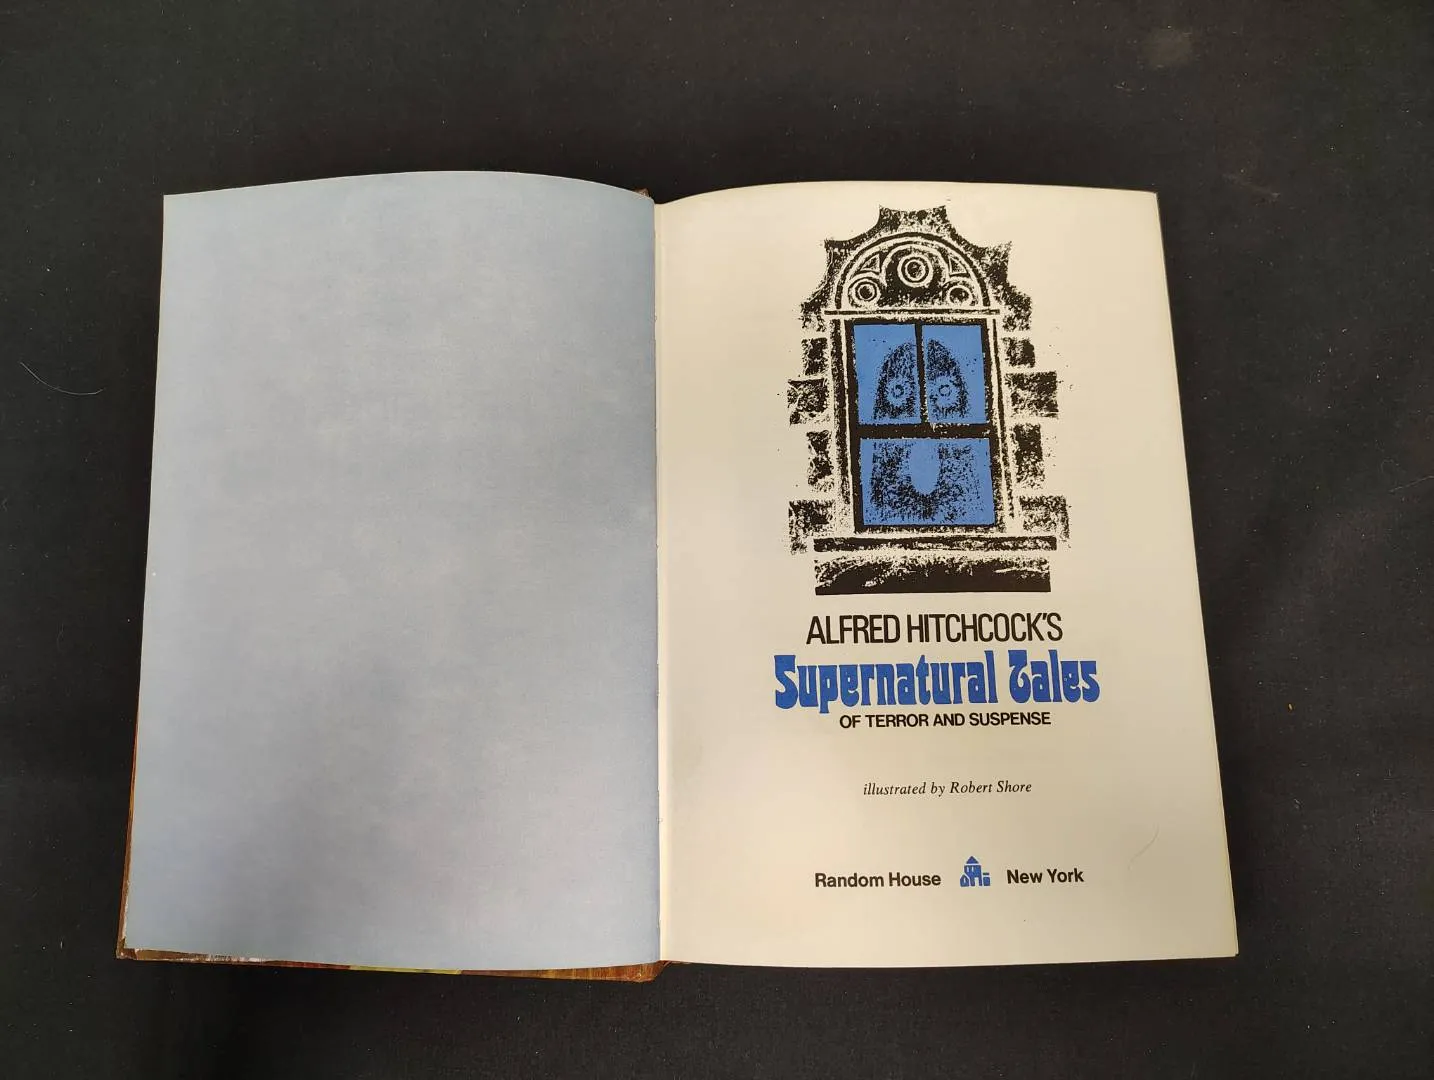 ALFRED HITCHCOCK'S
Supernatural Tales
OF TERROR AND SUSPENSE
illustrated by Robert Shore
Random House New York